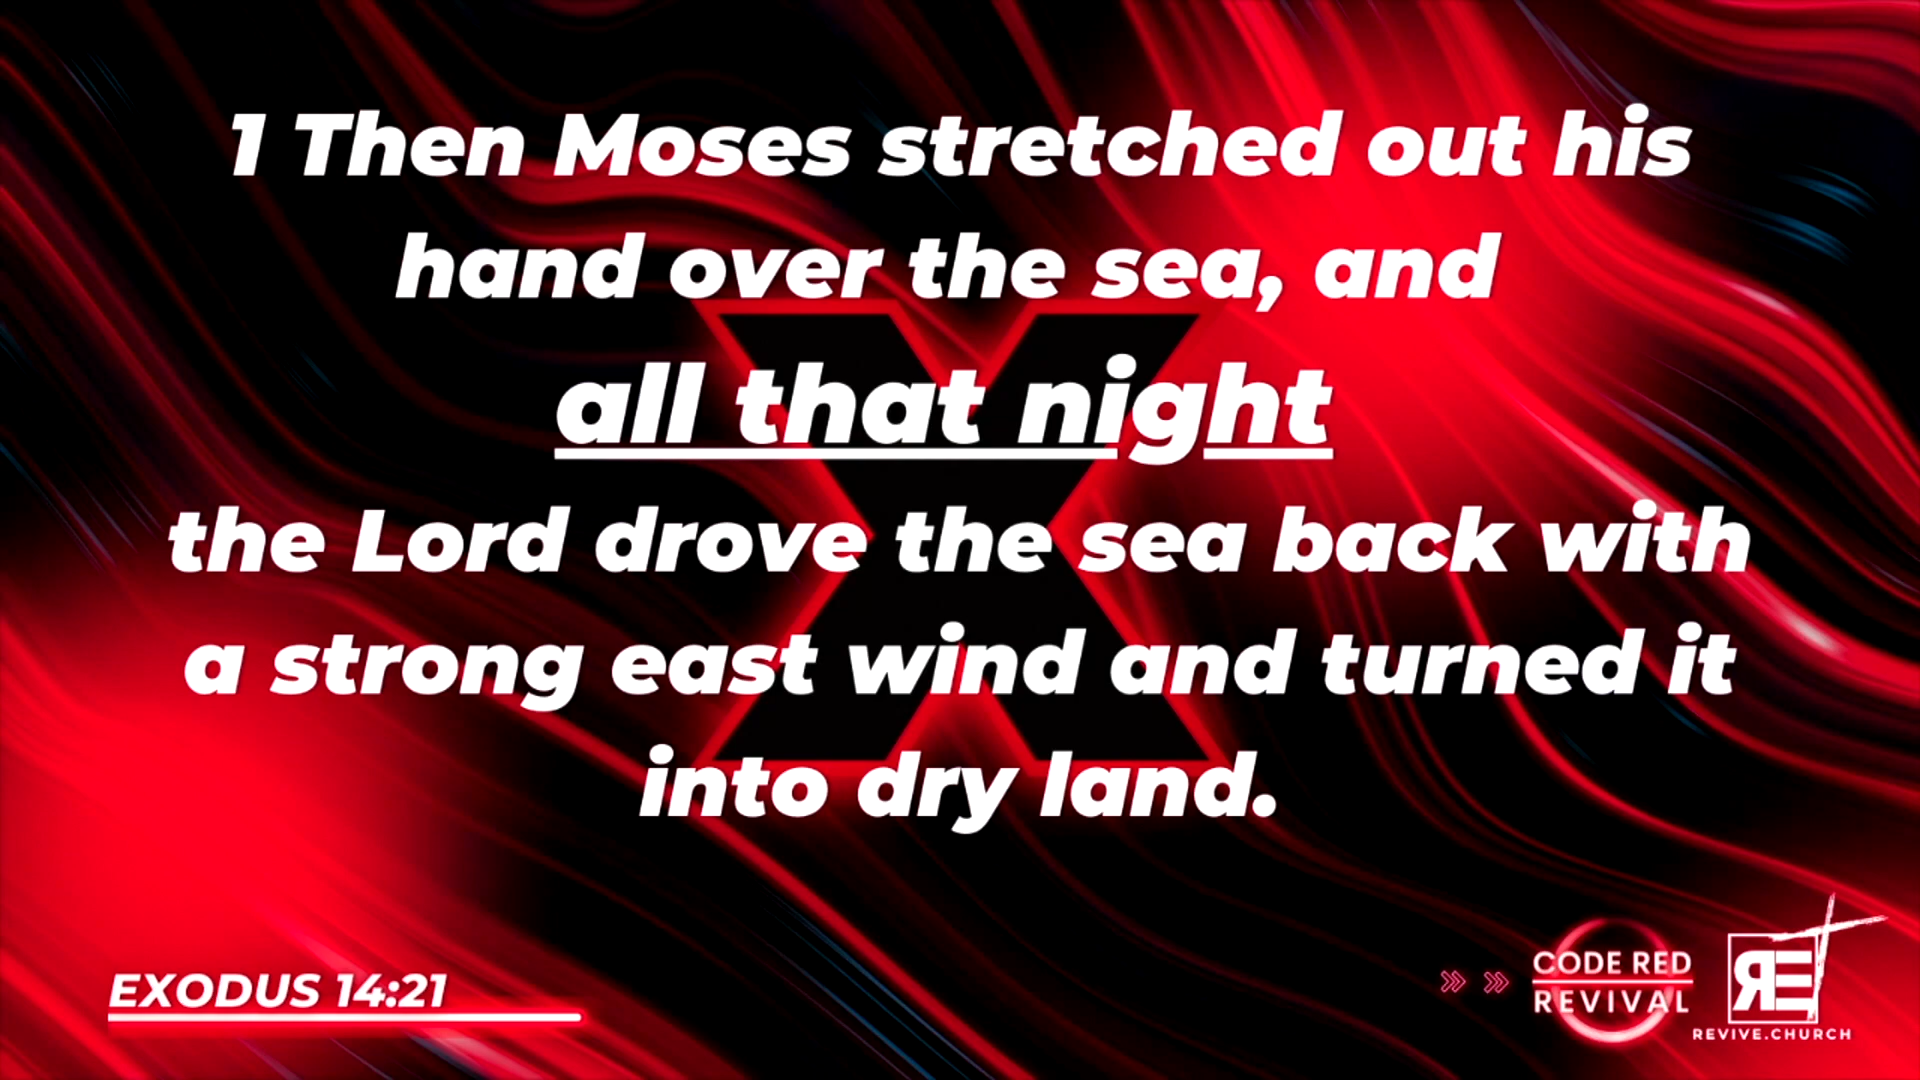 1 Then Moses stretched out his
hand over the sea, and
all that night
the Lord drove the sea back with
a strong east wind and turned it
into dry land.
EXODUS 14:21
CODE RED
REVIVAL
RE
REVIVE.CHURCH